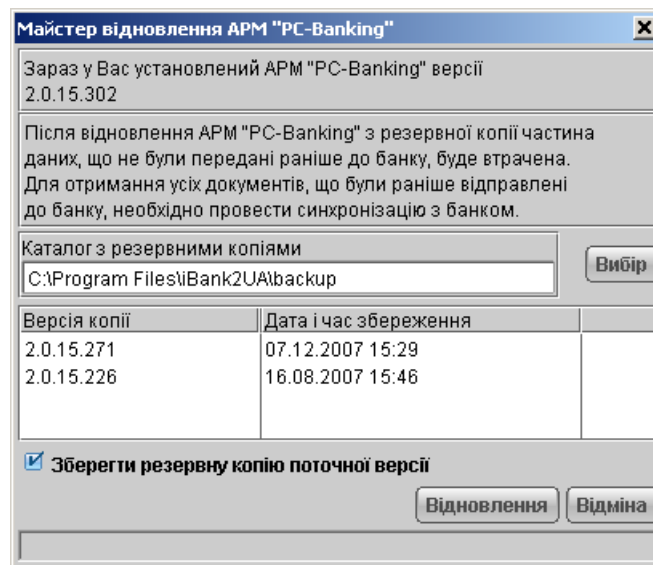 Майстер відновлення АРМ "PC-Banking"
Зараз у Вас установлений АРМ "PC-Banking" версії
2.0.15.302
Після відновлення АРМ "PC-Banking" з резервної копії частина
даних, що не були передані раніше до банку, буде втрачена.
Для отримання усіх документів, що були раніше відправлені
до банку, необхідно провести синхронізацію з банком.
Каталог з резервними копіями
C:\Program Files\iBank2UA\backup
Вибір
Версія копії Дата і час збереження
2.0.15.271 07.12.2007 15:29
2.0.15.226 16.08.2007 15:46
Зберегти резервну копію поточної версії
Відновлення Відміна